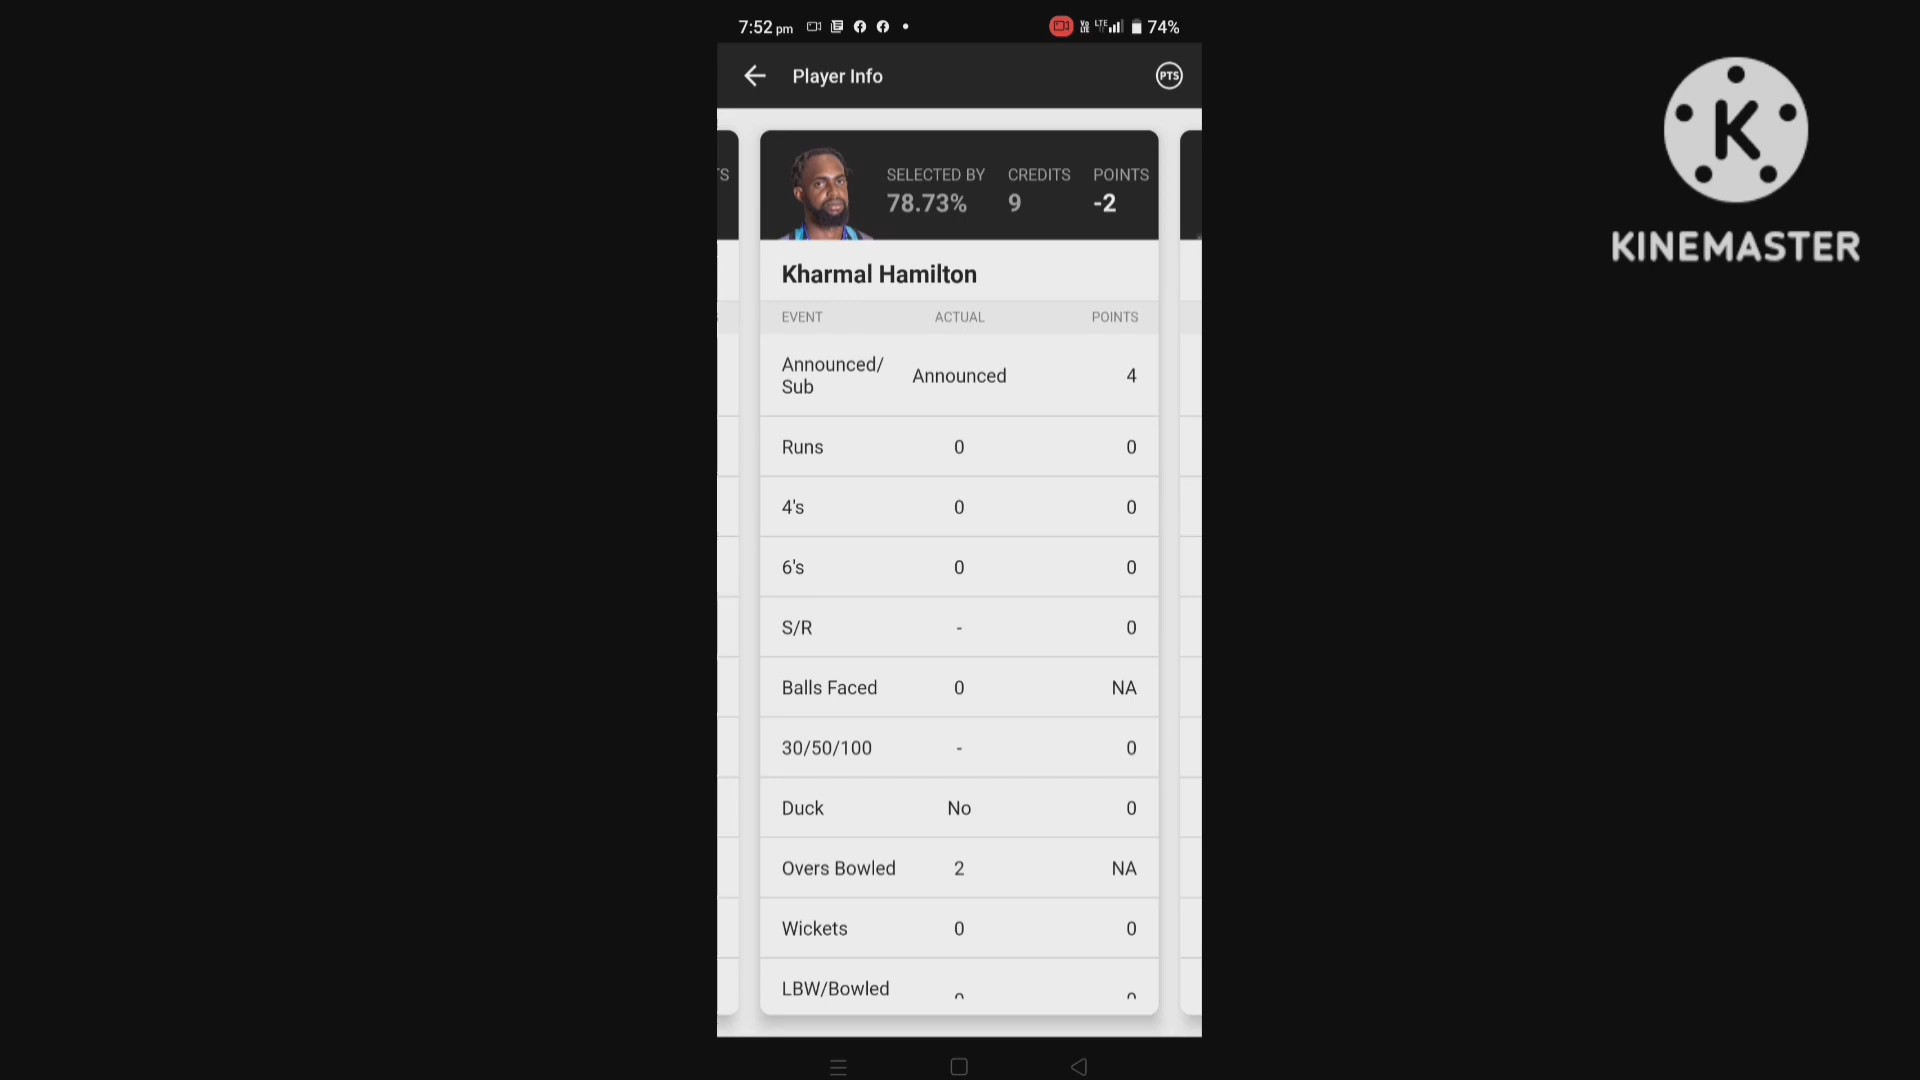 7:52 pm
VoLTE LTE 74%
Player Info
PTS
SELECTED BY CREDITS POINTS
78.73% 9 -2
Kharmal Hamilton
EVENT ACTUAL POINTS
Announced/
Sub Announced 4
Runs 0 0
4's 0 0
6's 0 0
S/R - 0
Balls Faced 0 NA
30/50/100 - 0
Duck No 0
Overs Bowled 2 NA
Wickets 0 0
LBW/Bowled
K
KINEMASTER